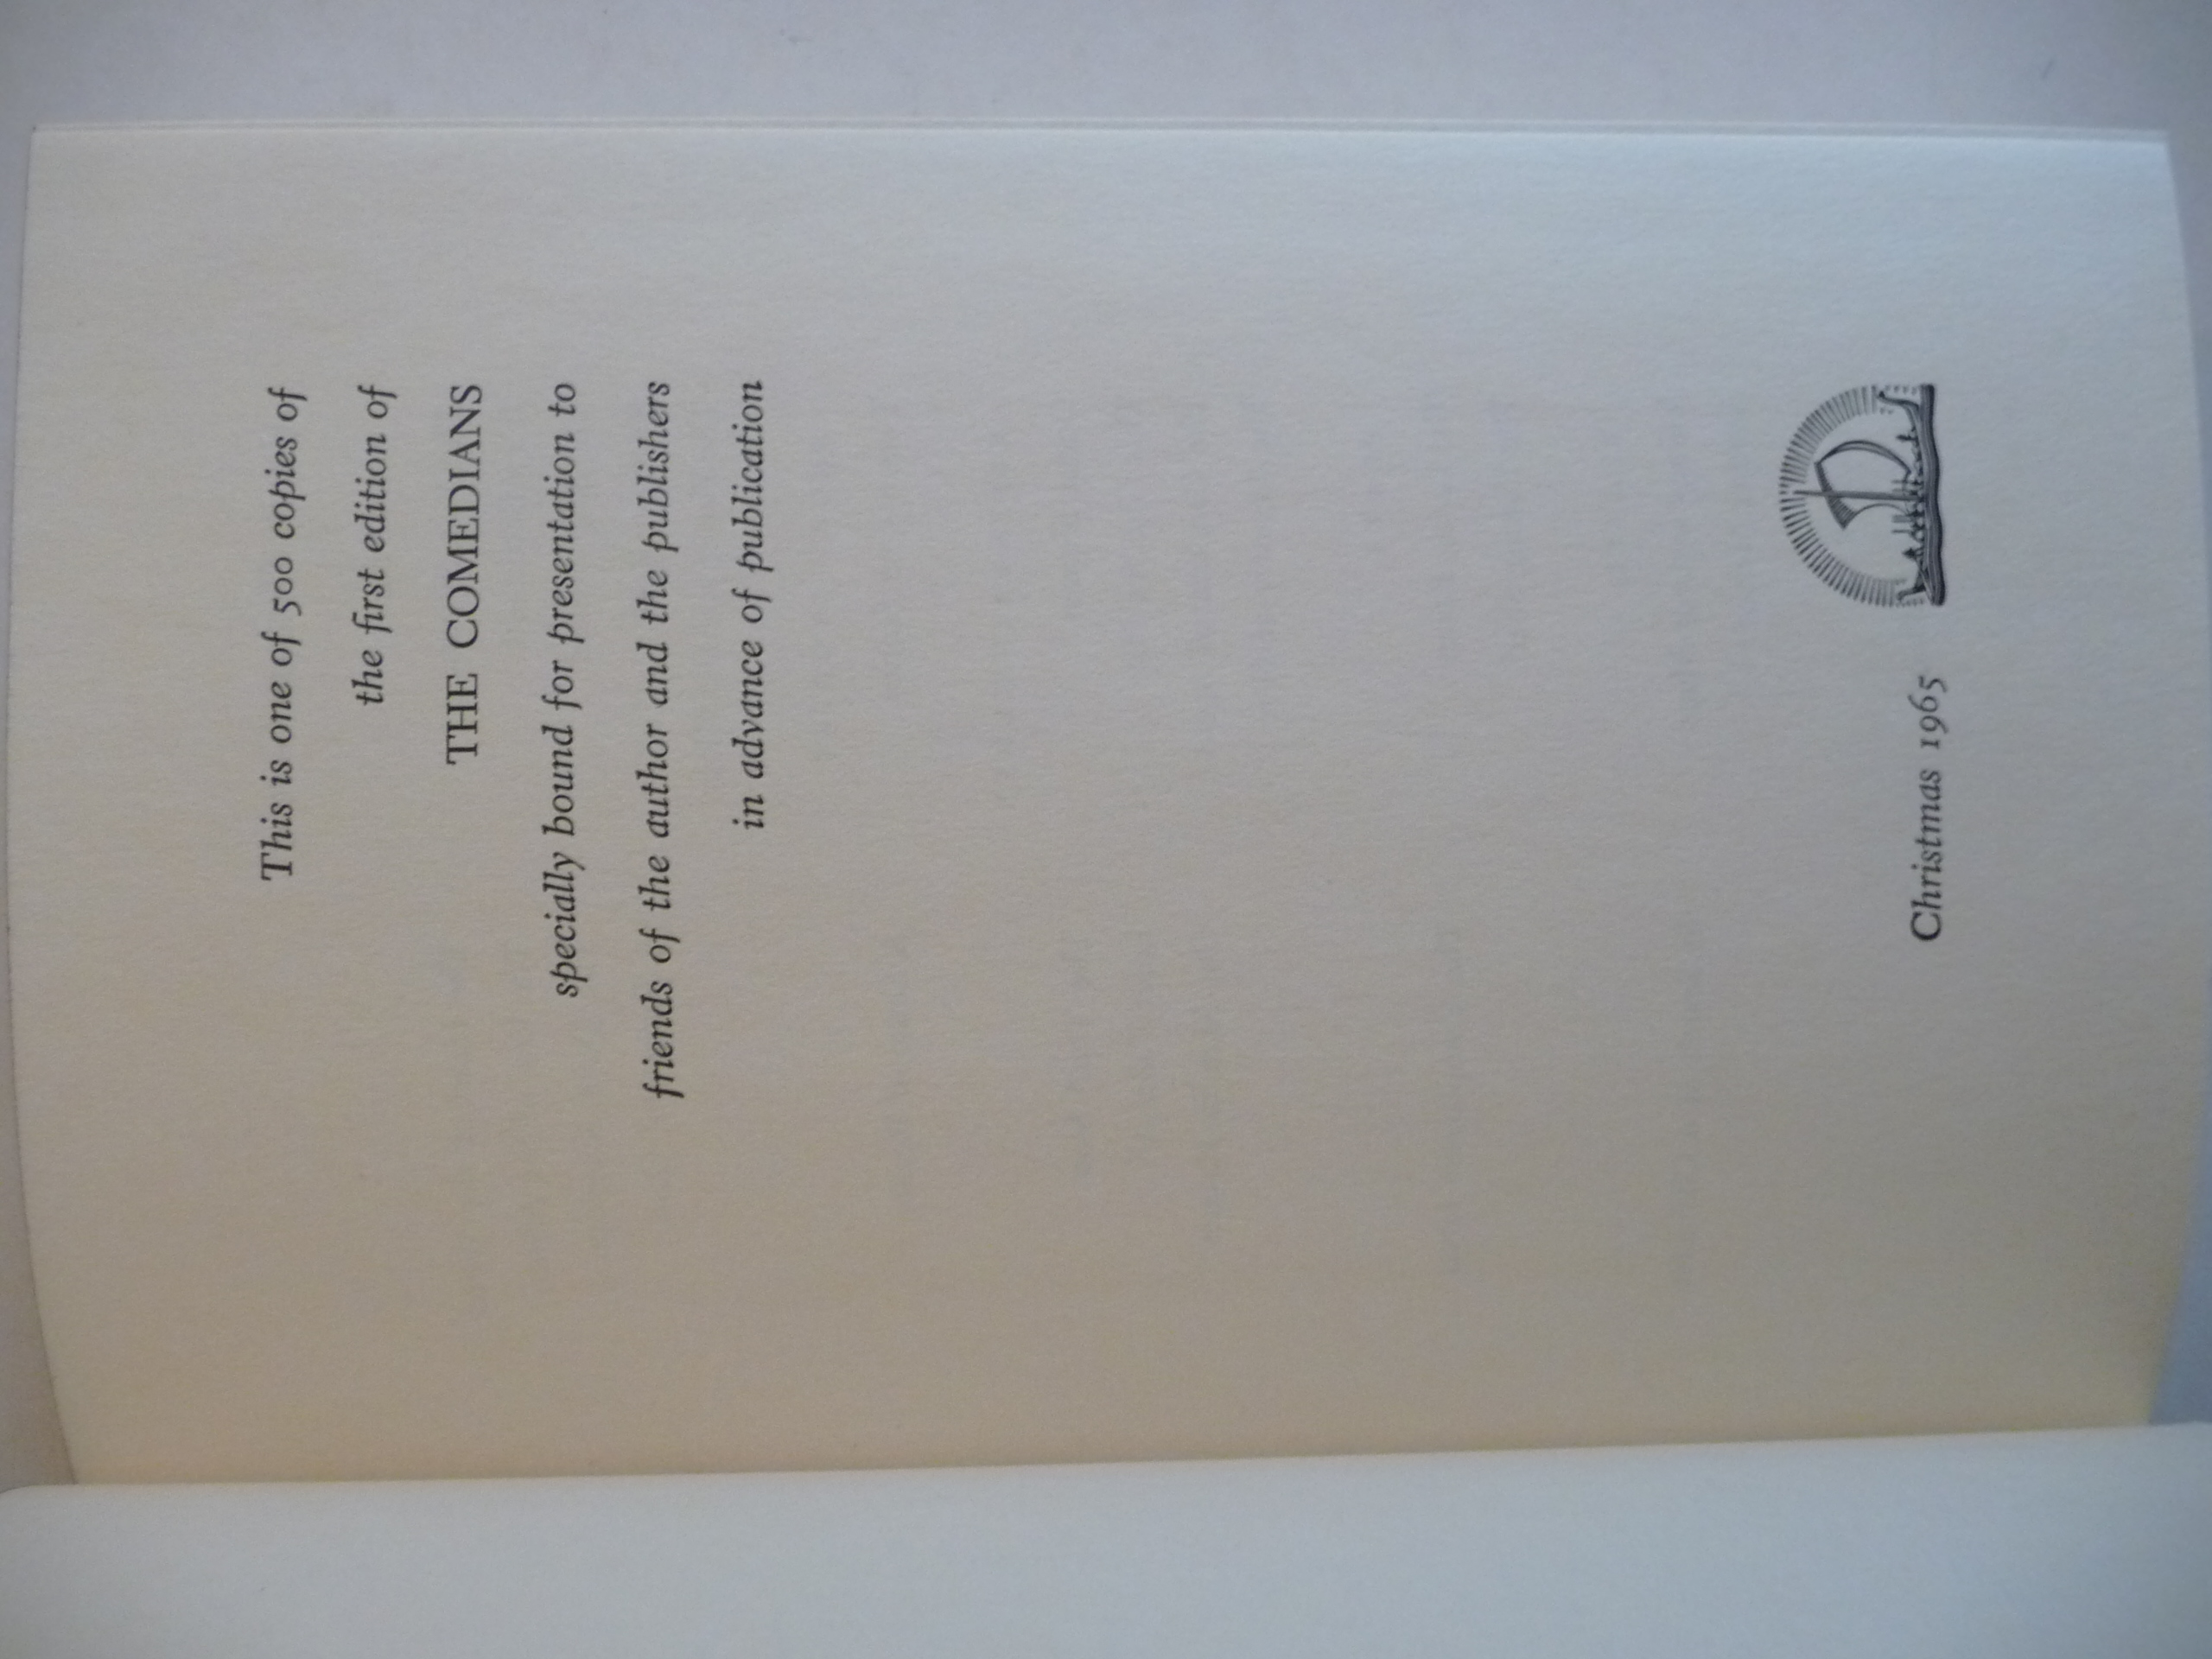 This is one of 500 copies of
the first edition of
THE COMEDIANS
specially bound for presentation to
friends of the author and the publishers
in advance of publication
Christmas 1965